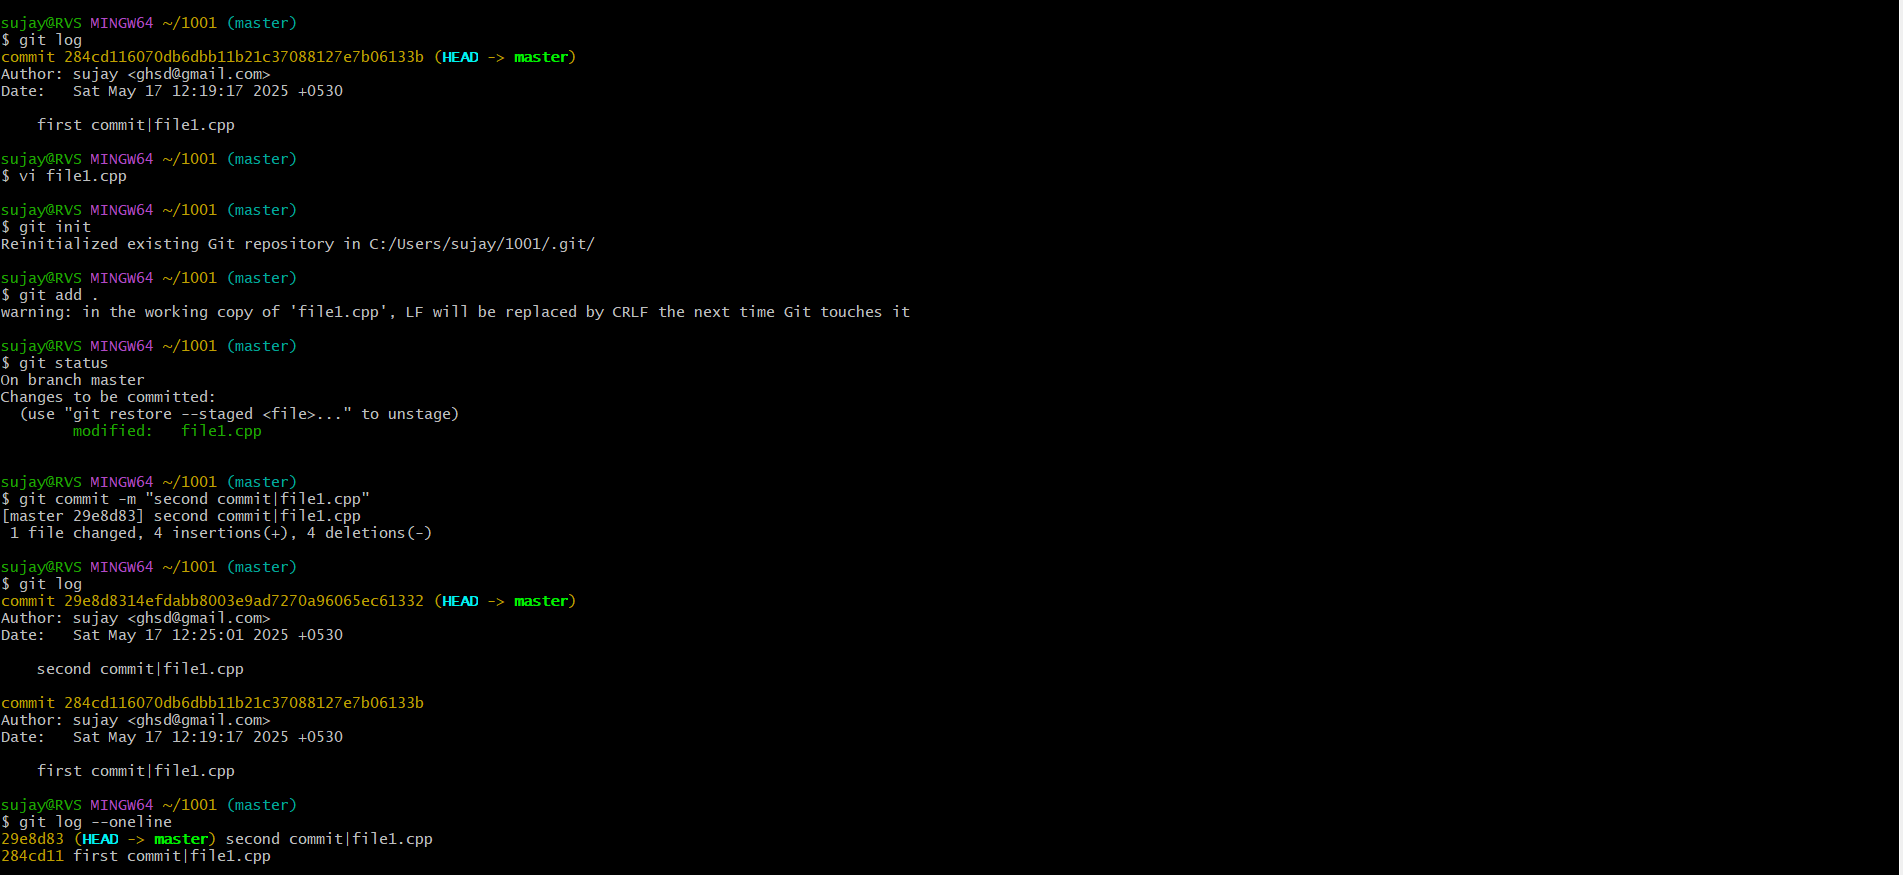 sujay@RVS MINGW64 ~/1001 (master)
$ git log
commit 284cd116070db6dbb11b21c37088127e7b06133b (HEAD -> master)
Author: sujay <ghsd@gmail.com>
Date:   Sat May 17 12:19:17 2025 +0530

    first commit|file1.cpp

sujay@RVS MINGW64 ~/1001 (master)
$ vi file1.cpp

sujay@RVS MINGW64 ~/1001 (master)
$ git init
Reinitialized existing Git repository in C:/Users/sujay/1001/.git/

sujay@RVS MINGW64 ~/1001 (master)
$ git add .
warning: in the working copy of 'file1.cpp', LF will be replaced by CRLF the next time Git touches it

sujay@RVS MINGW64 ~/1001 (master)
$ git status
On branch master
Changes to be committed:
  (use "git restore --staged <file>..." to unstage)
        modified:   file1.cpp

sujay@RVS MINGW64 ~/1001 (master)
$ git commit -m "second commit|file1.cpp"
[master 29e8d83] second commit|file1.cpp
 1 file changed, 4 insertions(+), 4 deletions(-)

sujay@RVS MINGW64 ~/1001 (master)
$ git log
commit 29e8d8314efdabb8003e9ad7270a96065ec61332 (HEAD -> master)
Author: sujay <ghsd@gmail.com>
Date:   Sat May 17 12:25:01 2025 +0530

    second commit|file1.cpp

commit 284cd116070db6dbb11b21c37088127e7b06133b
Author: sujay <ghsd@gmail.com>
Date:   Sat May 17 12:19:17 2025 +0530

    first commit|file1.cpp

sujay@RVS MINGW64 ~/1001 (master)
$ git log --oneline
29e8d83 (HEAD -> master) second commit|file1.cpp
284cd11 first commit|file1.cpp